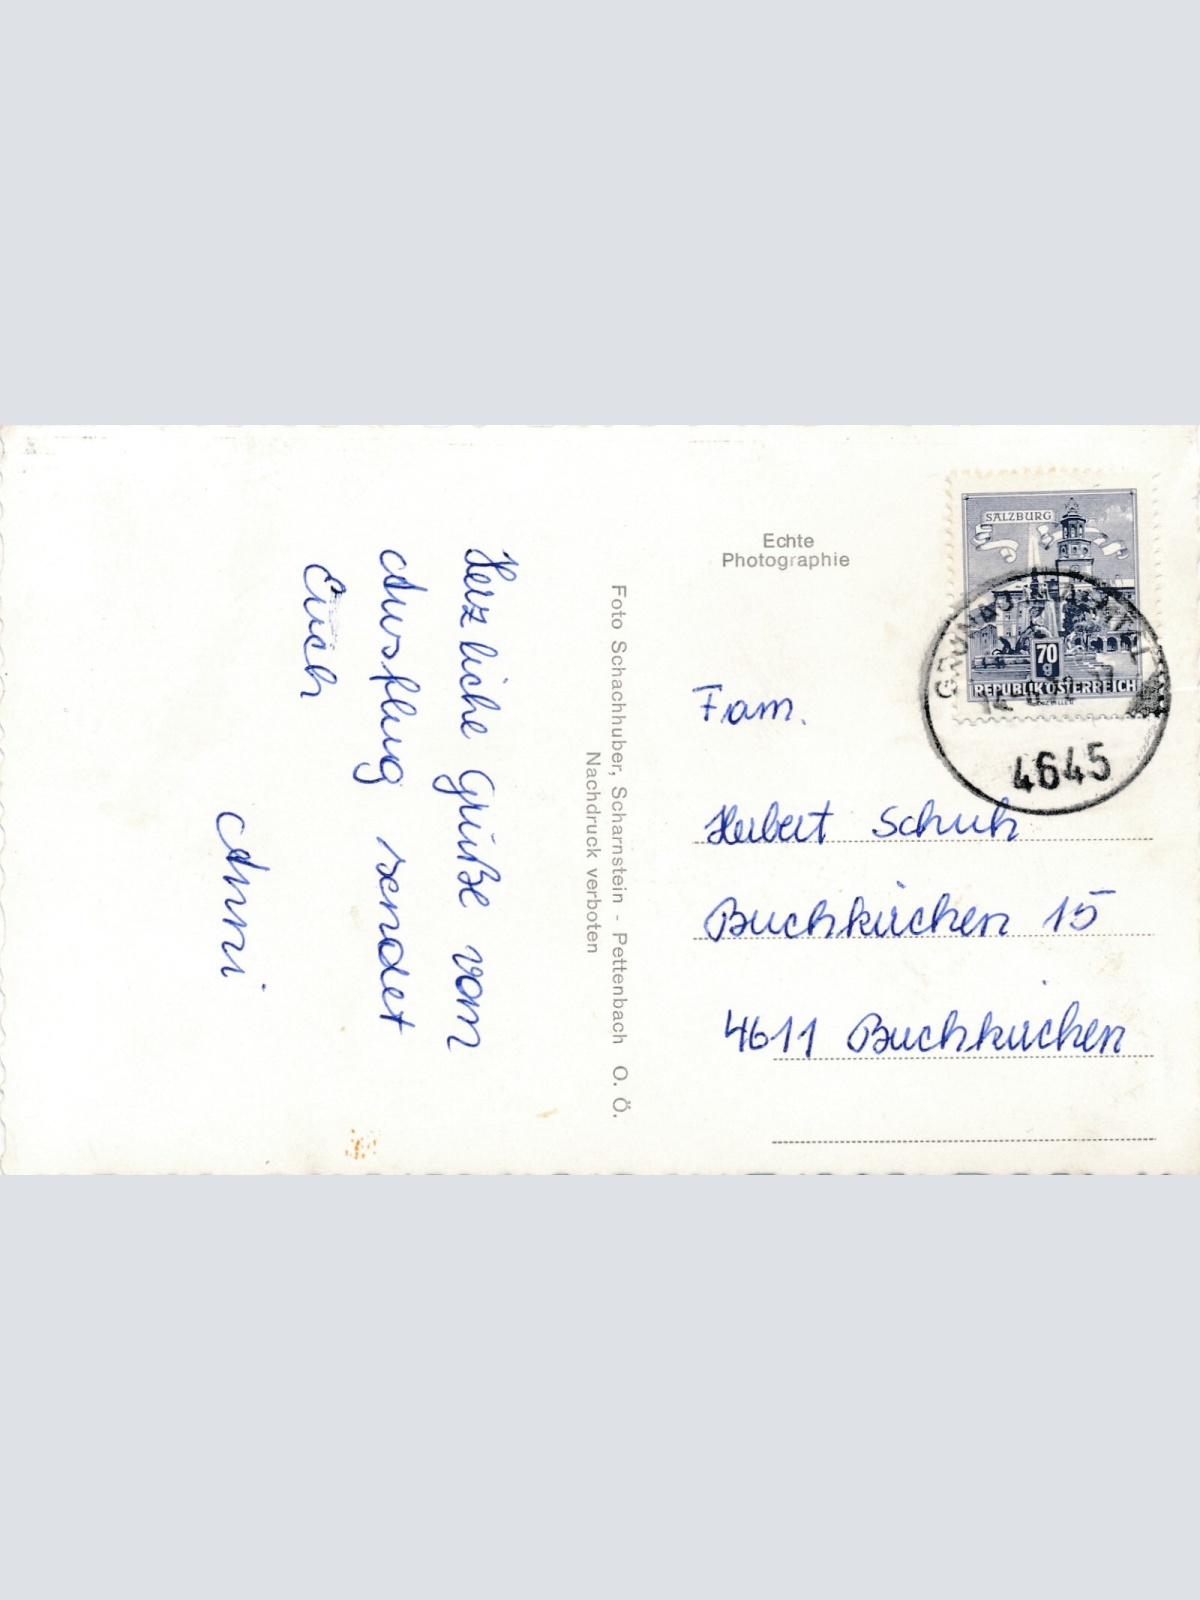 Herzliche Grüße vom
Ausflug sendet
Euch
Anni
Foto Schachhuber, Scharnstein - Pettenbach O. Ö.
Nachdruck verboten
Echte
Photographie
SALZBURG
70
g
REPUBLIK ÖSTERREICH
4645
Fam.
Hubert Schuh
Buchkirchen 15
4611 Buchkirchen